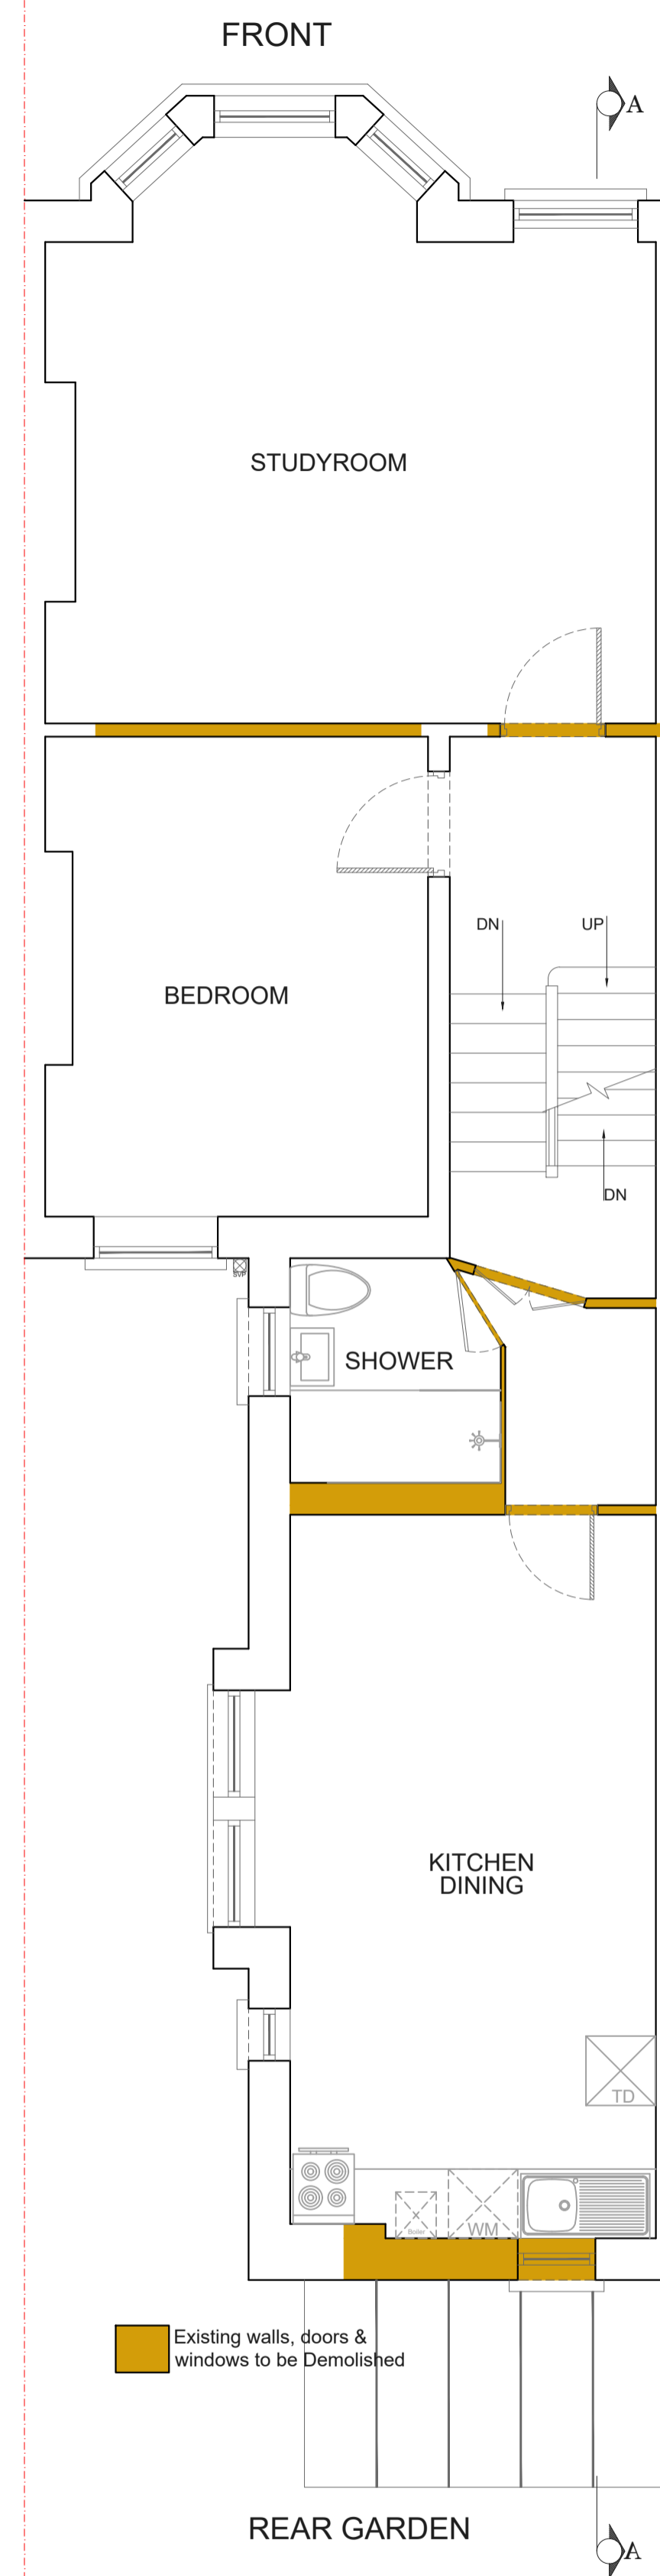 FRONT
A
STUDYROOM
DN
UP
BEDROOM
DN
SVP
SHOWER
KITCHEN
DINING
TD
Boiler
WM
Existing walls, doors &
windows to be Demolished
REAR GARDEN
A